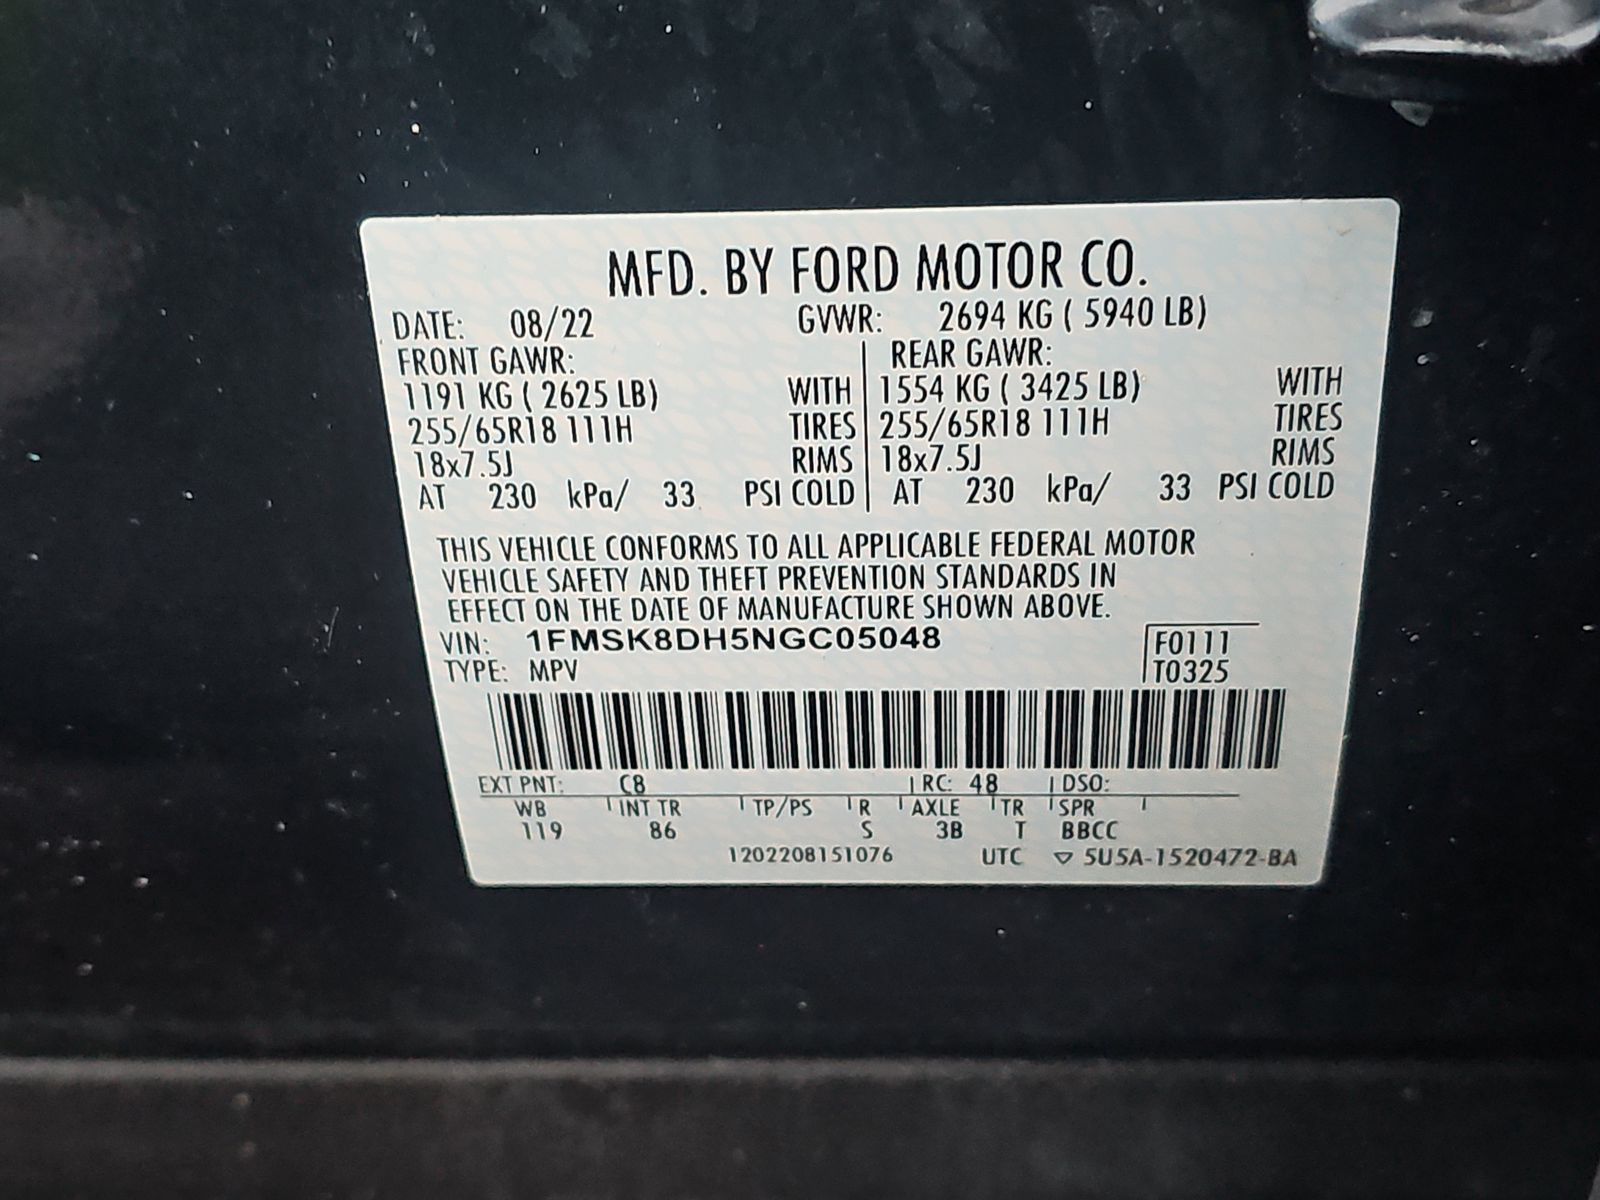 MFD. BY FORD MOTOR CO.
DATE: 08/22 GVWR: 2694 KG ( 5940 LB)
FRONT GAWR: REAR GAWR:
1191 KG ( 2625 LB) WITH 1554 KG ( 3425 LB) WITH
255/65R18 111H TIRES 255/65R18 111H TIRES
18x7.5J RIMS 18x7.5J RIMS
AT 230 kPa/ 33 PSI COLD AT 230 kPa/ 33 PSI COLD
THIS VEHICLE CONFORMS TO ALL APPLICABLE FEDERAL MOTOR
VEHICLE SAFETY AND THEFT PREVENTION STANDARDS IN
EFFECT ON THE DATE OF MANUFACTURE SHOWN ABOVE.
VIN: 1FMSK8DH5NGC05048 F0111
TYPE: MPV T0325
EXT PNT: C8 RC: 48 DSO:
WB INT TR TP/PS R AXLE TR SPR
119 86 S 3B T BBCC
1202208151076 UTC ▽ 5U5A-1520472-BA